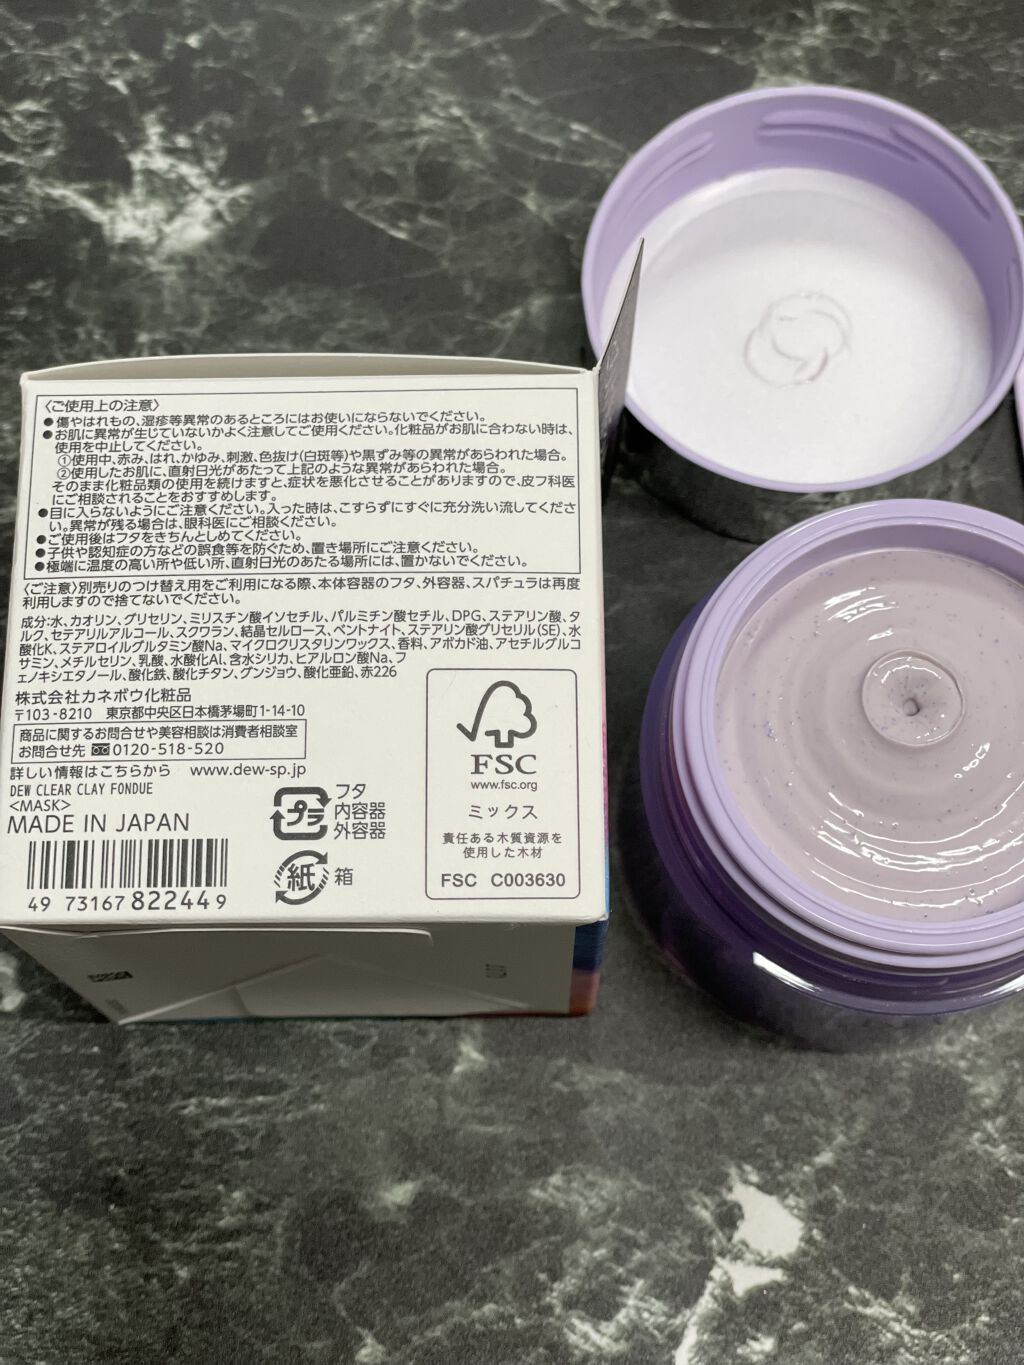 〈ご使用上の注意〉
●傷やはれもの、湿疹等異常のあるところにはお使いにならないでください。
●お肌に異常が生じていないかよく注意してご使用ください。化粧品がお肌に合わない時は、
使用を中止してください。
①使用中、赤み、はれ、かゆみ、刺激、色抜け(白斑等)や黒ずみ等の異常があらわれた場合。
②使用したお肌に、直射日光があたって上記のような異常があらわれた場合。
そのまま化粧品類の使用を続けますと、症状を悪化させることがありますので、皮フ科医
にご相談されることをおすすめします。
●目に入らないようにご注意ください。入った時は、こすらずにすぐに充分洗い流してくださ
い。異常が残る場合は、眼科医にご相談ください。
●ご使用後はフタをきちんとしめてください。
●子供や認知症の方などの誤食等を防ぐため、置き場所にご注意ください。
●極端に温度の高い所や低い所、直射日光のあたる場所には、置かないでください。
〈ご注意〉別売りのつけ替え用をご利用になる際、本体容器のフタ、外容器、スパチュラは再度
利用しますので捨てないでください。
成分:水、カオリン、グリセリン、ミリスチン酸イソセチル、パルミチン酸セチル、DPG、ステアリン酸、タ
ルク、セテアリルアルコール、スクワラン、結晶セルロース、ベントナイト、ステアリン酸グリセリル(SE)、水
酸化K、ステアロイルグルタミン酸Na、マイクロクリスタリンワックス、香料、アボカド油、アセチルグルコ
サミン、メチルセリン、乳酸、水酸化Al、含水シリカ、ヒアルロン酸Na、フ
ェノキシエタノール、酸化鉄、酸化チタン、グンジョウ、酸化亜鉛、赤226
株式会社カネボウ化粧品
〒103-8210 東京都中央区日本橋茅場町1-14-10
商品に関するお問合せや美容相談は消費者相談室
お問合せ先 0120-518-520
詳しい情報はこちらから www.dew-sp.jp
DEW CLEAR CLAY FONDUE
<MASK>
MADE IN JAPAN
49 73167 822449
プラ
フタ
内容器
外容器
紙
箱
FSC
www.fsc.org
ミックス
責任ある木質資源を
使用した木材
FSC C003630